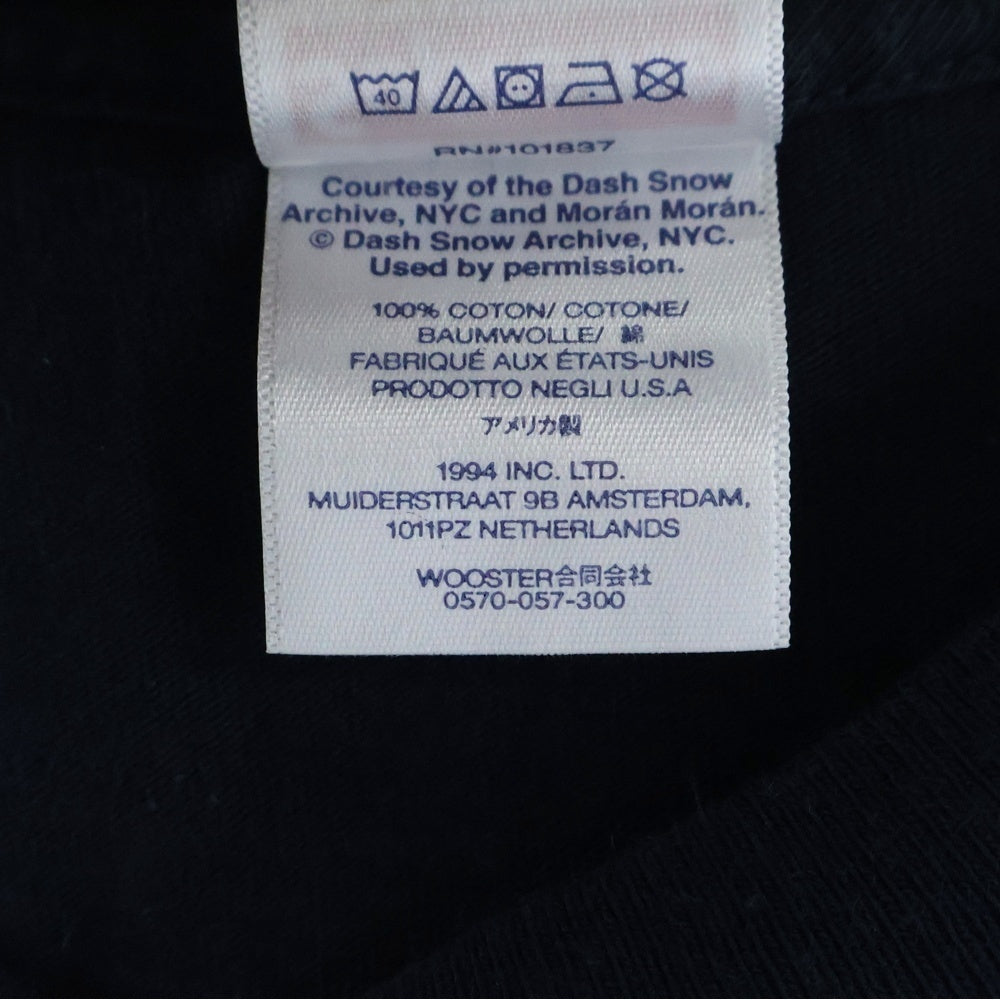 40
RN#101837
Courtesy of the Dash Snow
Archive, NYC and Morán Morán.
© Dash Snow Archive, NYC.
Used by permission.
100% COTON/ COTONE/
BAUMWOLLE/ 綿
FABRIQUÉ AUX ÉTATS-UNIS
PRODOTTO NEGLI U.S.A
アメリカ製
1994 INC. LTD.
MUIDERSTRAAT 9B AMSTERDAM,
1011PZ NETHERLANDS
WOOSTER合同会社
0570-057-300